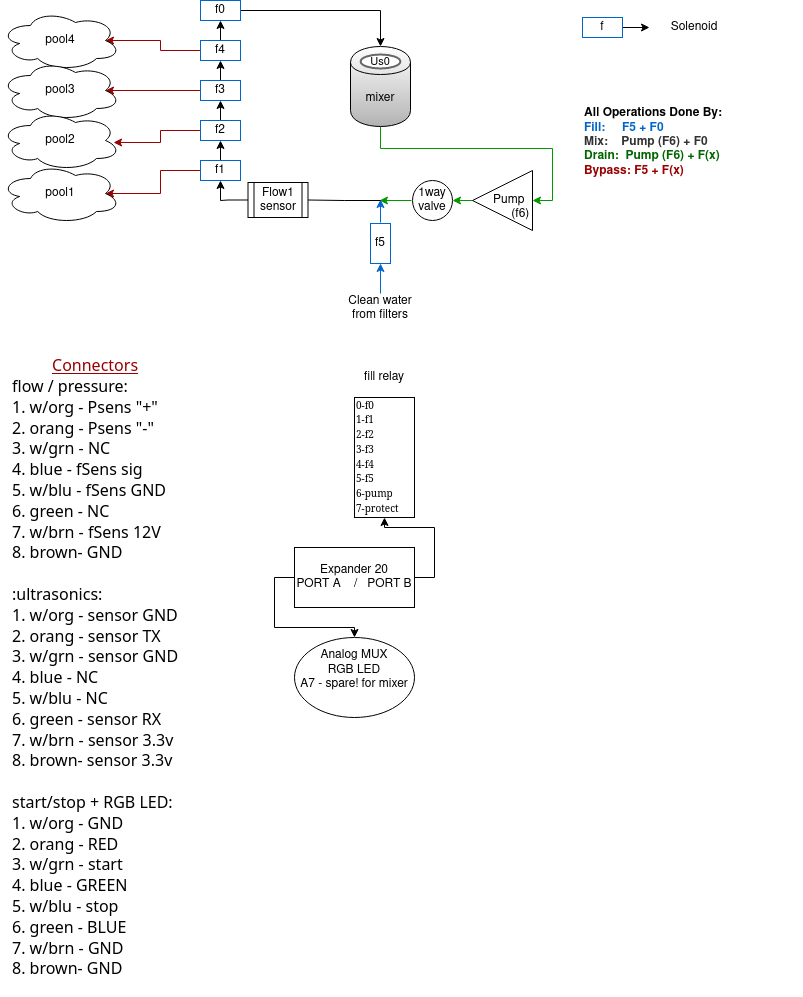 f0
f4
f3
f2
f1
pool4
pool3
pool2
pool1
Us0
mixer
Flow1
sensor
1way
valve
Pump
(f6)
f5
Clean water
from filters
f
Solenoid
All Operations Done By:
Fill: F5 + F0
Mix: Pump (F6) + F0
Drain: Pump (F6) + F(x)
Bypass: F5 + F(x)
Connectors
flow / pressure:
1. w/org - Psens "+"
2. orang - Psens "-"
3. w/grn - NC
4. blue - fSens sig
5. w/blu - fSens GND
6. green - NC
7. w/brn - fSens 12V
8. brown- GND
:ultrasonics:
1. w/org - sensor GND
2. orang - sensor TX
3. w/grn - sensor GND
4. blue - NC
5. w/blu - NC
6. green - sensor RX
7. w/brn - sensor 3.3v
8. brown- sensor 3.3v
start/stop + RGB LED:
1. w/org - GND
2. orang - RED
3. w/grn - start
4. blue - GREEN
5. w/blu - stop
6. green - BLUE
7. w/brn - GND
8. brown- GND
fill relay
0-f0
1-f1
2-f2
3-f3
4-f4
5-f5
6-pump
7-protect
Expander 20
PORT A / PORT B
Analog MUX
RGB LED
A7 - spare! for mixer